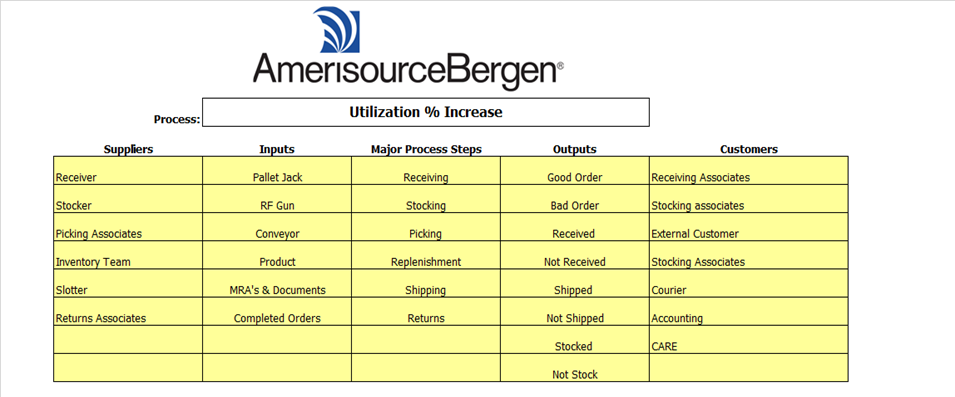 AmerisourceBergen®
Process: Utilization % Increase
Suppliers Inputs Major Process Steps Outputs Customers
Receiver Pallet Jack Receiving Good Order Receiving Associates
Stocker RF Gun Stocking Bad Order Stocking associates
Picking Associates Conveyor Picking Received External Customer
Inventory Team Product Replenishment Not Received Stocking Associates
Slotter MRA's & Documents Shipping Shipped Courier
Returns Associates Completed Orders Returns Not Shipped Accounting
Stocked CARE
Not Stock